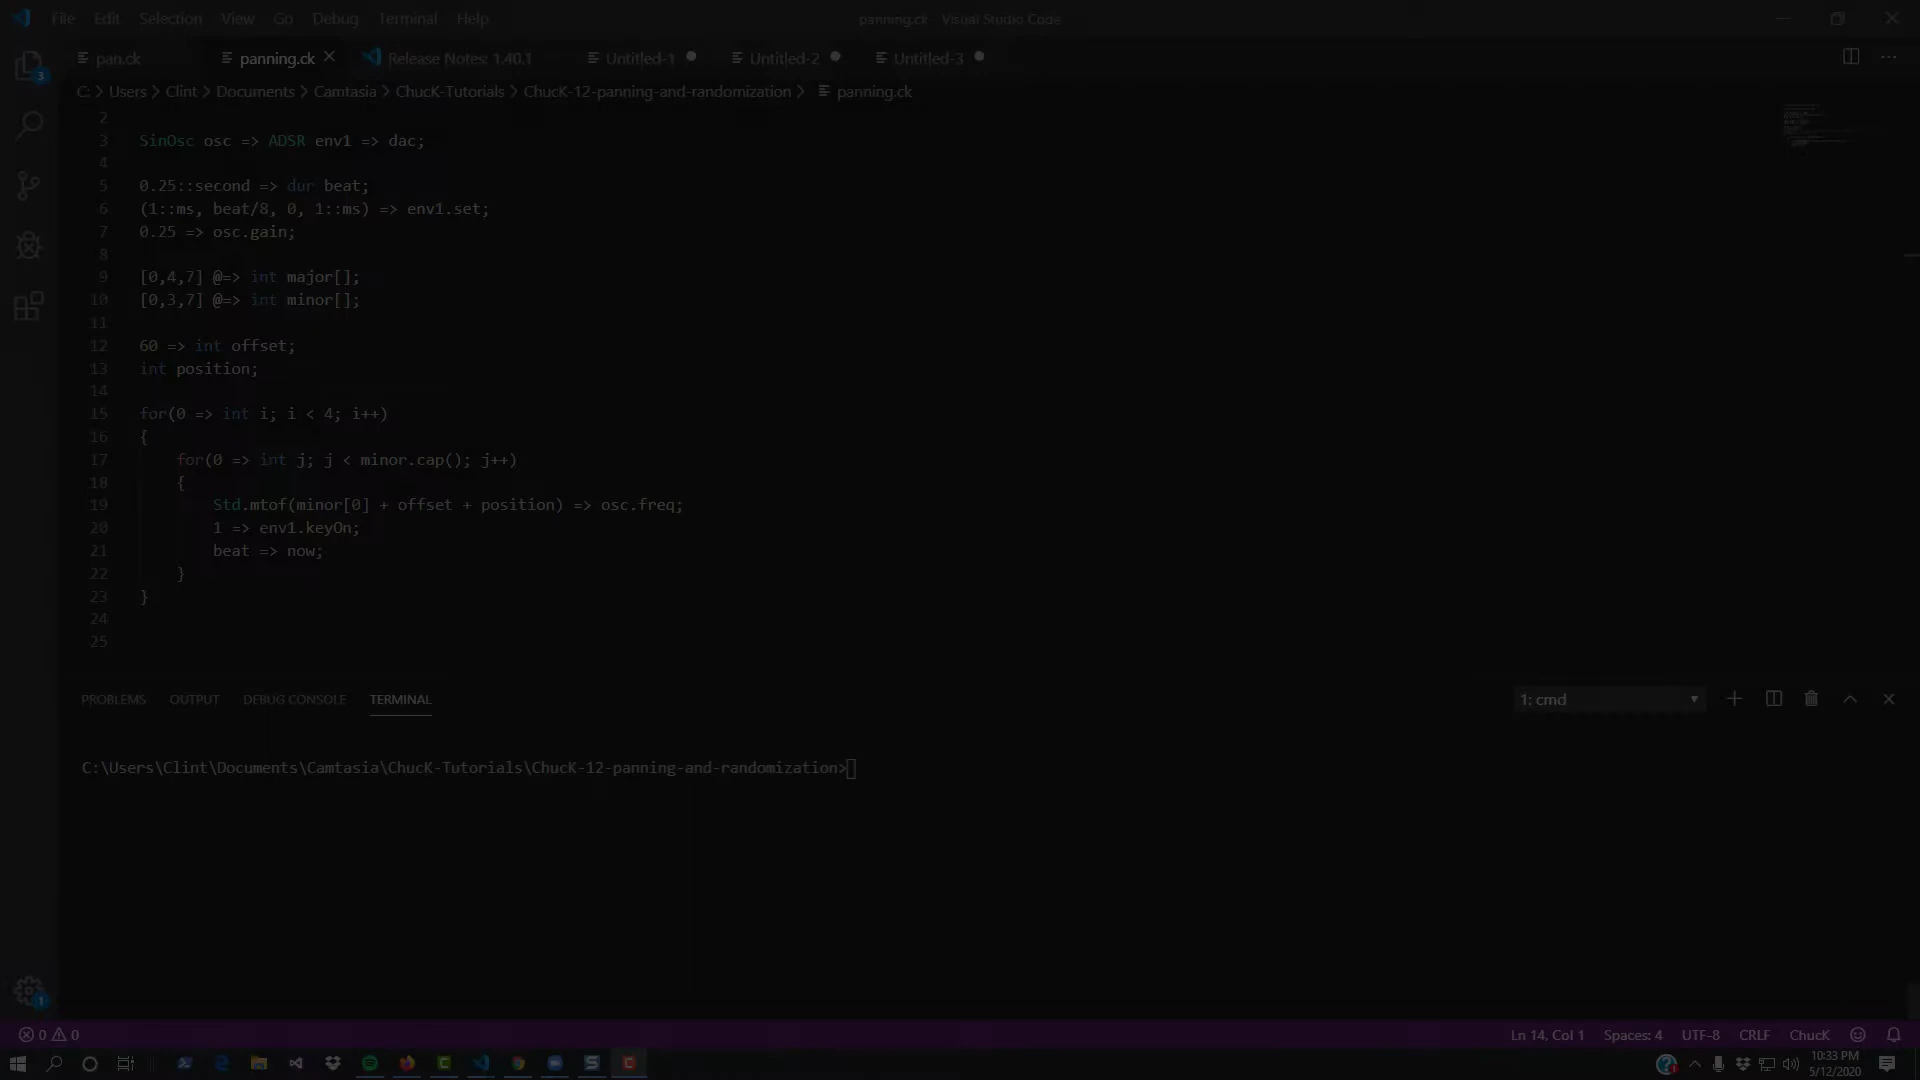 File Edit Selection View Go Debug Terminal Help
panning.ck - Visual Studio Code
pan.ck
panning.ck
Release Notes: 1.40.1
Untitled-1
Untitled-2
Untitled-3
C: > Users > Clint > Documents > Camtasia > ChucK-Tutorials > ChucK-12-panning-and-randomization > panning.ck
3
2
3 SinOsc osc => ADSR env1 => dac;
4
5 0.25::second => dur beat;
6 (1::ms, beat/8, 0, 1::ms) => env1.set;
7 0.25 => osc.gain;
8
9 [0,4,7] @=> int major[];
10 [0,3,7] @=> int minor[];
11
12 60 => int offset;
13 int position;
14
15 for(0 => int i; i < 4; i++)
16 {
17 for(0 => int j; j < minor.cap(); j++)
18 {
19 Std.mtof(minor[0] + offset + position) => osc.freq;
20 1 => env1.keyOn;
21 beat => now;
22 }
23 }
24
25
PROBLEMS OUTPUT DEBUG CONSOLE TERMINAL
1: cmd
C:\Users\Clint\Documents\Camtasia\ChucK-Tutorials\ChucK-12-panning-and-randomization>
1
0 0
Ln 14, Col 1 Spaces: 4 UTF-8 CRLF ChucK
10:33 PM
5/12/2020